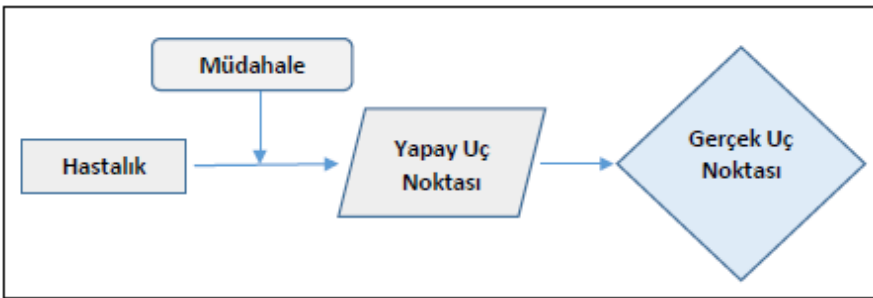 Müdahale
Hastalık
Yapay Uç
Noktası
Gerçek Uç
Noktası